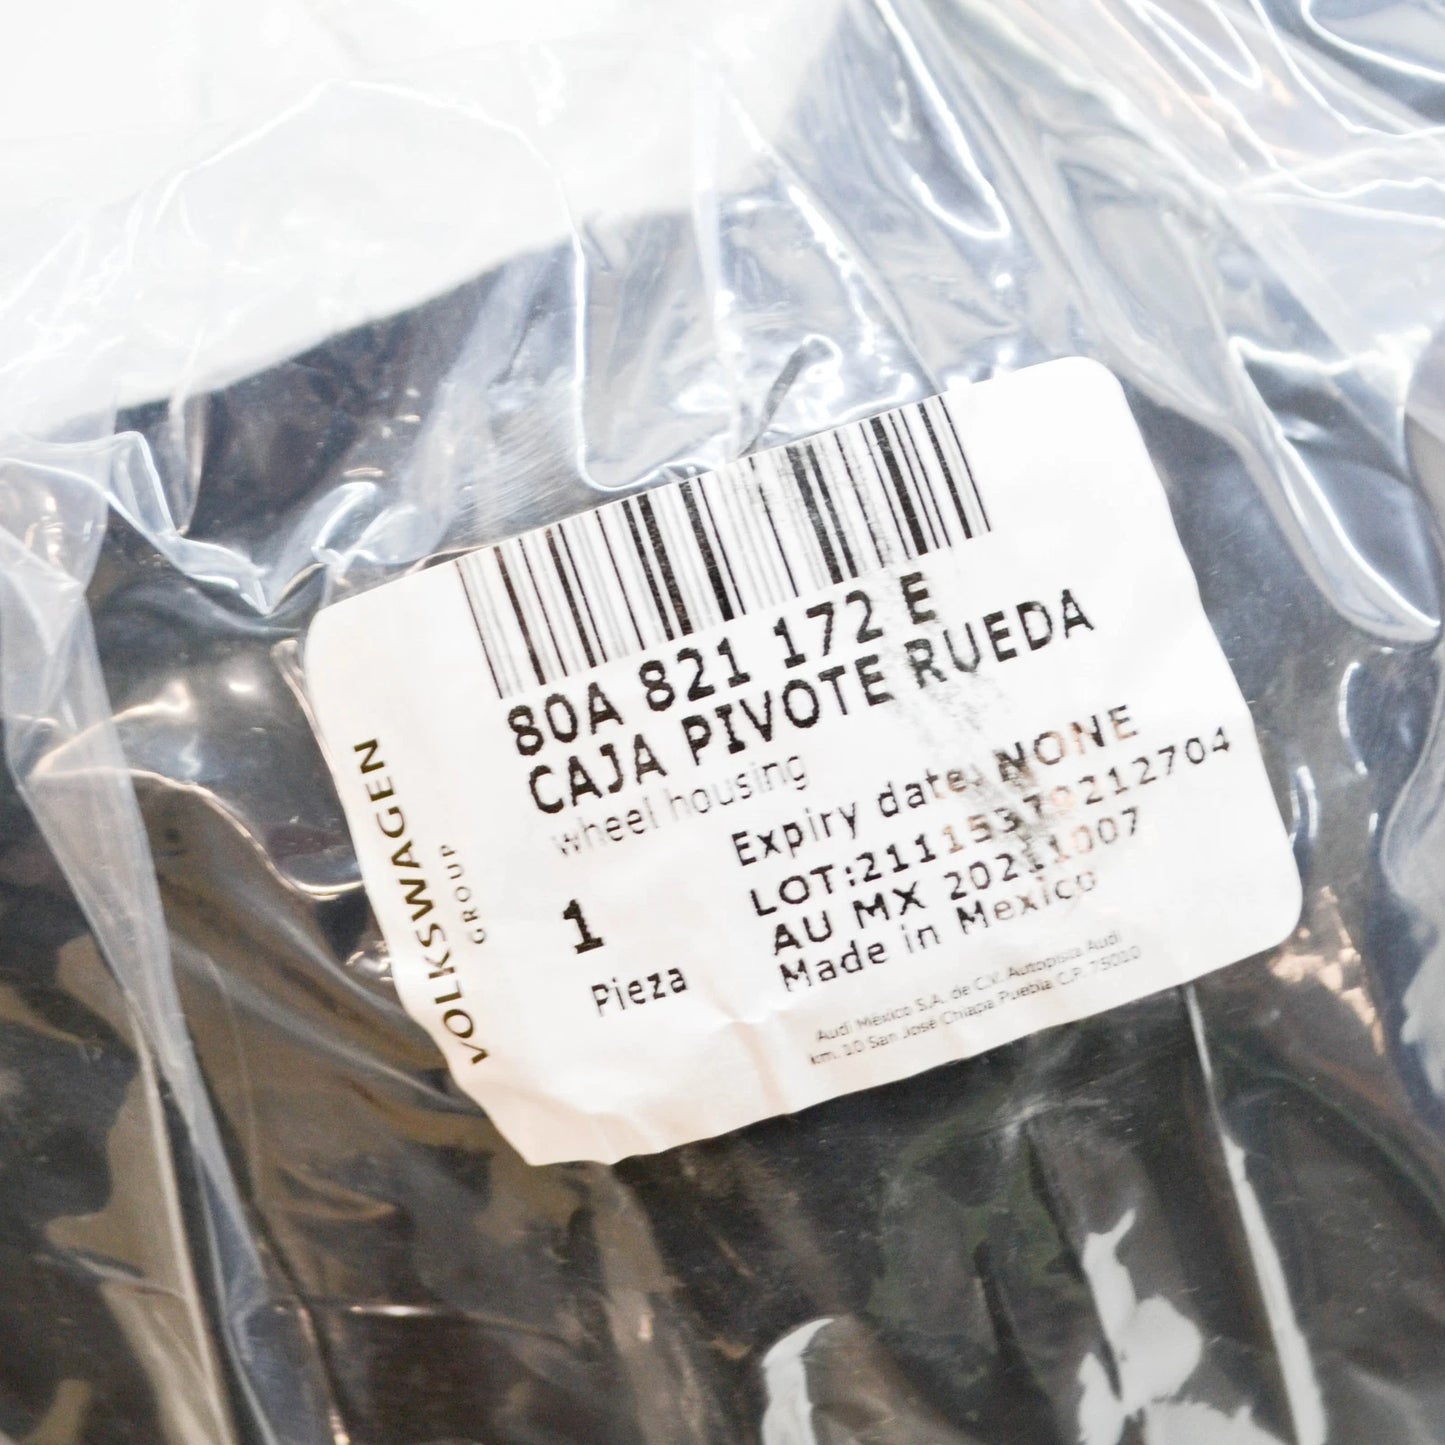 80A 821 172 E
CAJA PIVOTE RUEDA
wheel housing
Expiry date: NONE
LOT:211153370212704
AU MX 20211007
Made in Mexico
1
Pieza
Audi México S.A. de C.V. Autopista Audi
km. 10 San José Chiapa Puebla C.P. 75010
VOLKSWAGEN
GROUP